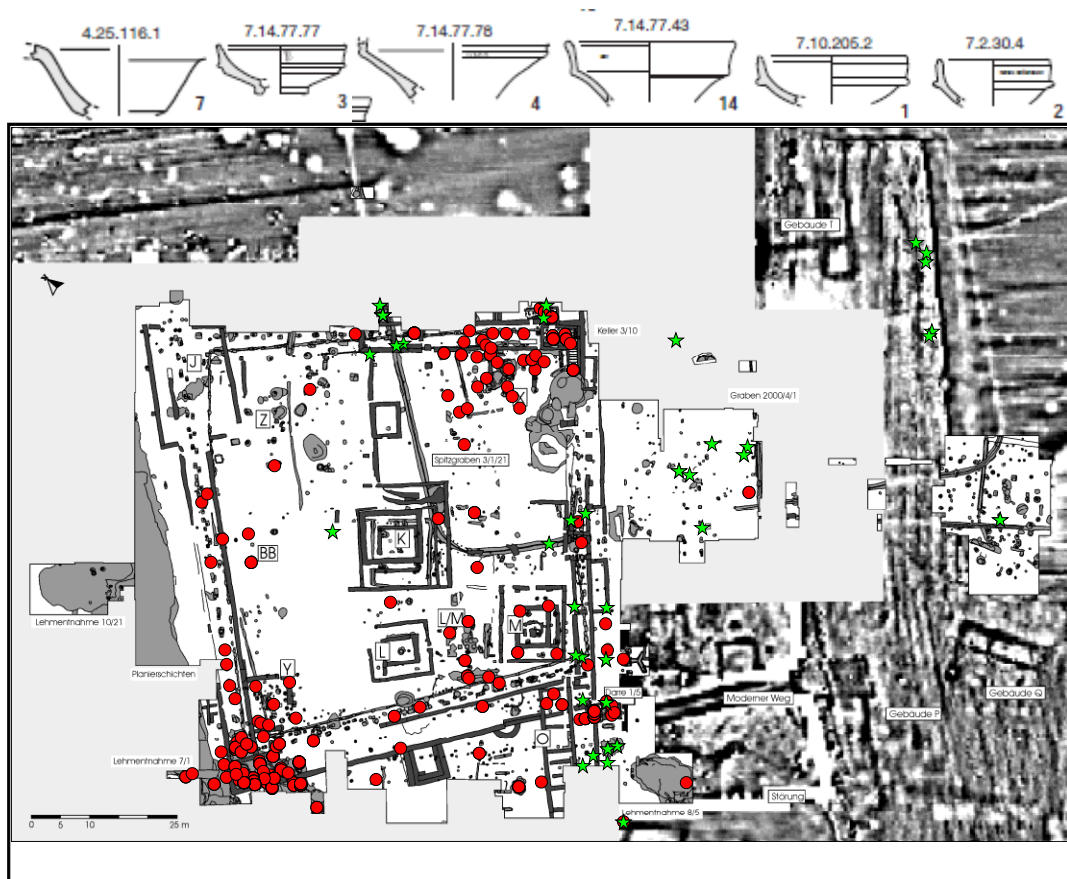 4.25.116.1
7.14.77.77
7.14.77.78
7.14.77.43
7.10.205.2
7.2.30.4
7
3
4
14
1
2
Gebäude T
Keller 3/10
J
Z
X
Graben 2000/4/1
Spitzgraben 3/1/21
K
BB
Lehmentnahme 10/21
L/M
M
L
Planierschichten
Y
Darre 1/5
Moderner Weg
Gebäude Q
Gebäude P
O
Lehmentnahme 7/1
Störung
Lehmentnahme 8/5
0 5 10 25 m